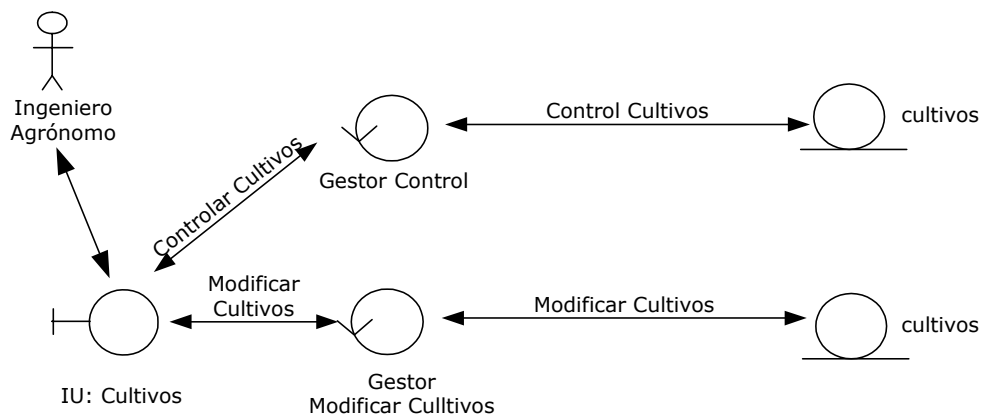 Ingeniero
Agrónomo
Controlar Cultivos
Gestor Control
Control Cultivos
cultivos
IU: Cultivos
Modificar
Cultivos
Gestor
Modificar Culltivos
Modificar Cultivos
cultivos